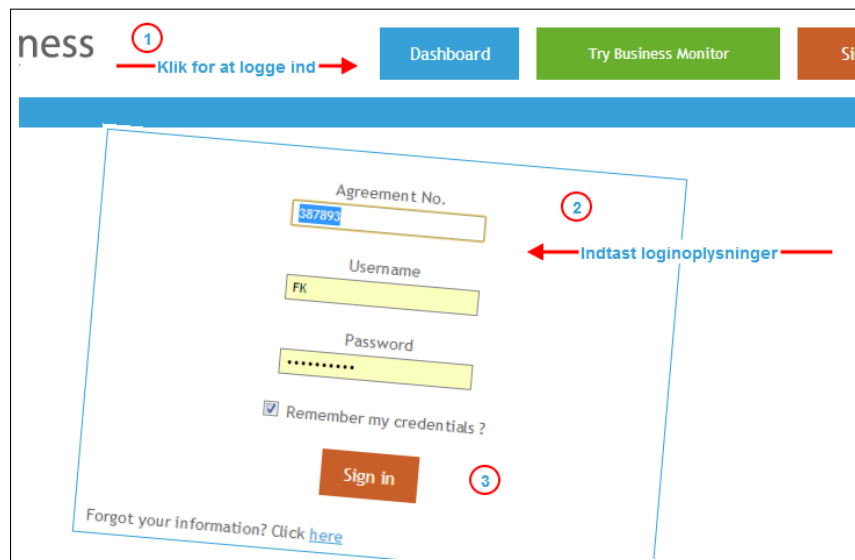 ness
1
Klik for at logge ind
Dashboard
Try Business Monitor
Agreement No.
2
387893
Indtast loginoplysninger
Username
FK
Password
Remember my credentials ?
Sign in
3
Forgot your information? Click here